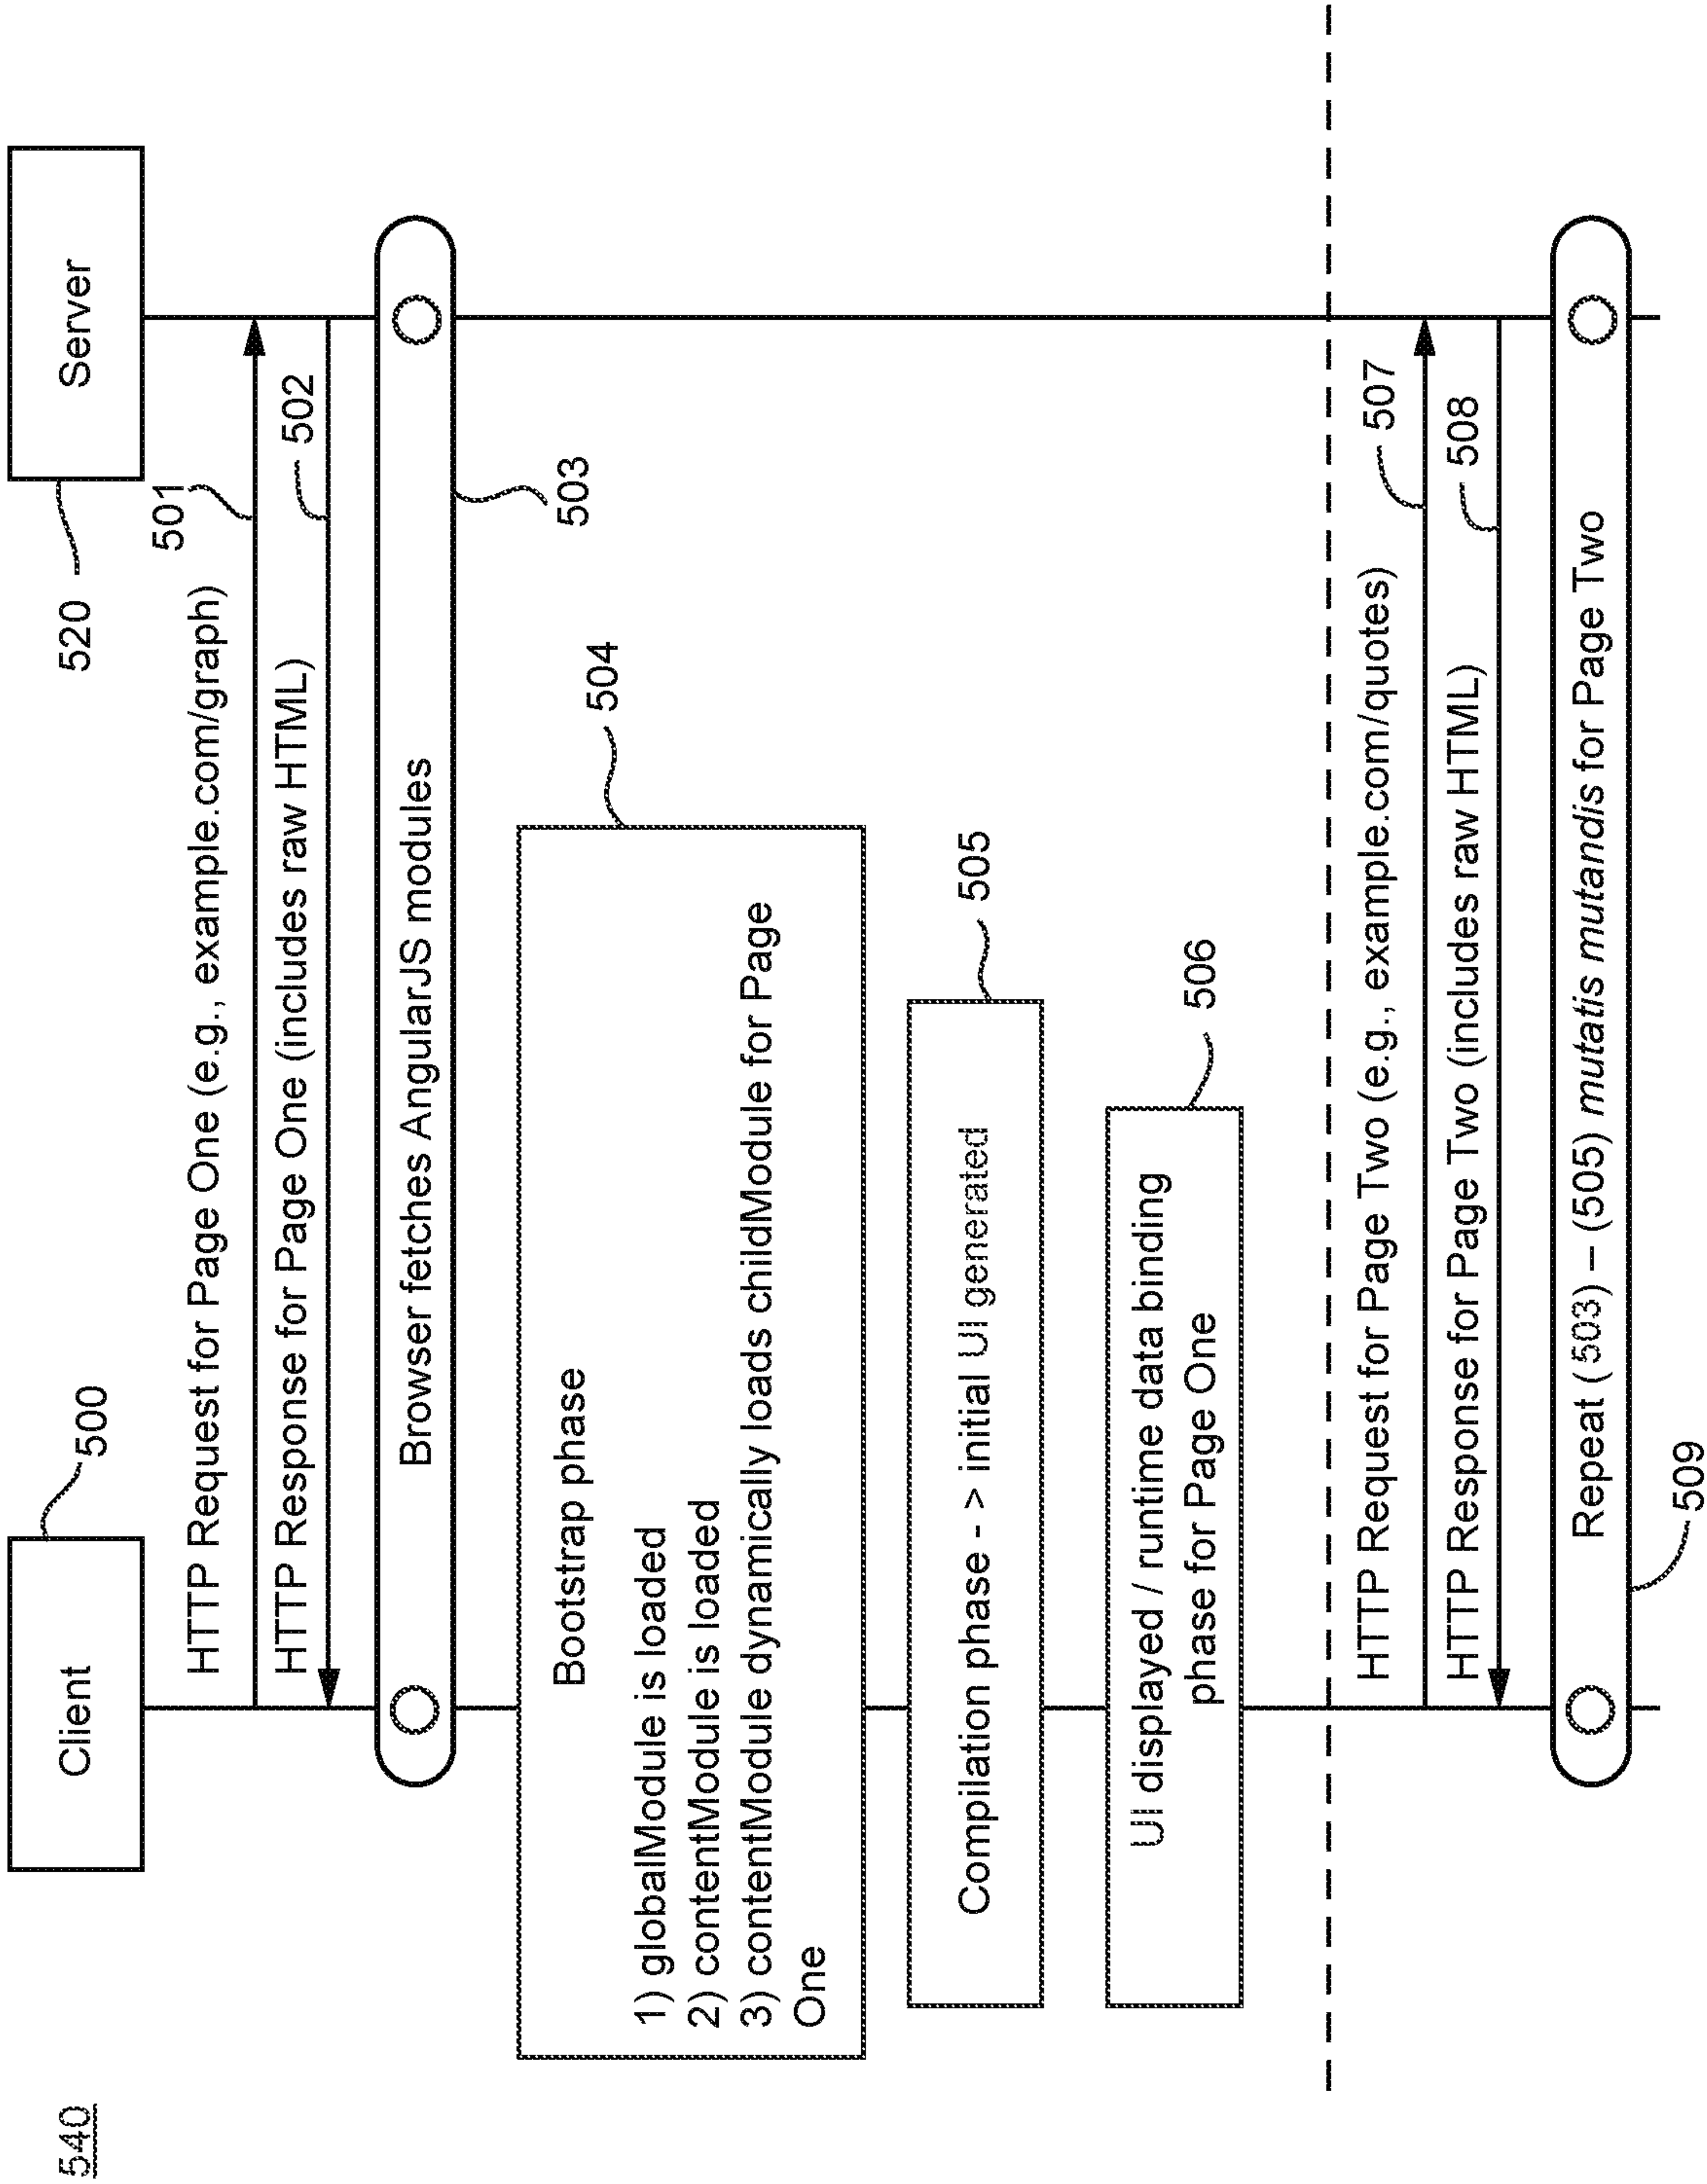 540
Client
500
Server
520
HTTP Request for Page One (e.g., example.com/graph)
501
HTTP Response for Page One (includes raw HTML)
502
Browser fetches AngularJS modules
503
Bootstrap phase
1) globalModule is loaded
2) contentModule is loaded
3) contentModule dynamically loads childModule for Page
One
504
Compilation phase - > initial UI generated
505
UI displayed / runtime data binding
phase for Page One
506
HTTP Request for Page Two (e.g., example.com/quotes)
507
HTTP Response for Page Two (includes raw HTML)
508
Repeat (503) – (505) mutatis mutandis for Page Two
509